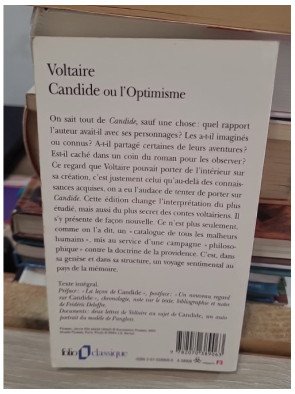 Voltaire
Candide ou l'Optimisme
On sait tout de Candide, sauf une chose : quel rapport
l'auteur avait-il avec ses personnages ? Les a-t-il imaginés
ou connus ? A-t-il partagé certaines de leurs aventures ?
Est-il caché dans un coin du roman pour les observer ?
Ce regard que Voltaire pouvait porter de l'intérieur sur
sa création, c'est justement celui qu'au-delà des connais-
sances acquises, on a eu l'audace de tenter de porter sur
Candide. Cette édition change l'interprétation du plus
étudié, mais aussi du plus secret des contes voltairiens. Il
s'y présente de façon nouvelle. Ce n'est plus seulement,
comme on l'a dit, un « catalogue de tous les malheurs
humains », mis au service d'une campagne « philoso-
phique » contre la doctrine de la providence. C'est, dans
sa genèse et dans sa structure, un voyage sentimental au
pays de la mémoire.
Texte intégral.
Préface : « La leçon de Candide », postface : « Un nouveau regard
sur Candide », chronologie, note sur le texte, bibliographie et notes
de Frédéric Deloffre.
Documents : deux lettres de Voltaire au sujet de Candide, un auto-
portrait du modèle de Pangloss.
folio classique